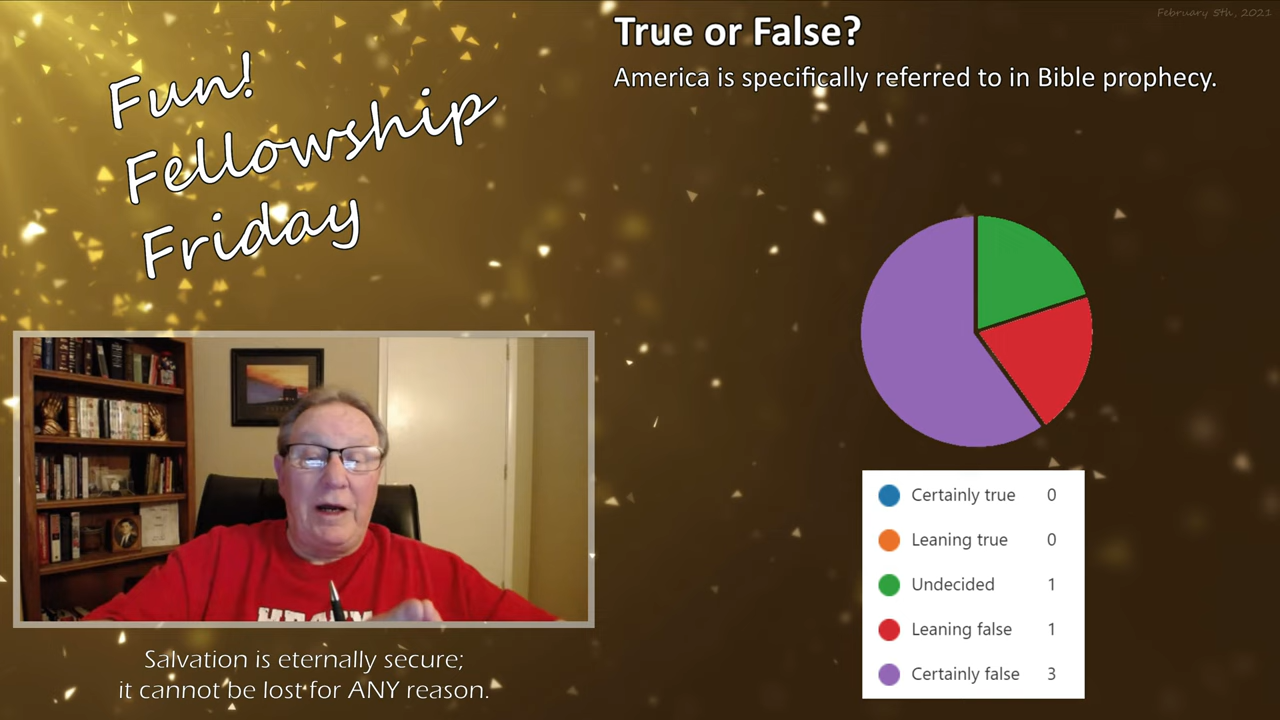 February 5th, 2021
True or False?
America is specifically referred to in Bible prophecy.
Fun!
Fellowship
Friday
Certainly true 0
Leaning true 0
Undecided 1
Leaning false 1
Certainly false 3
Salvation is eternally secure;
it cannot be lost for ANY reason.